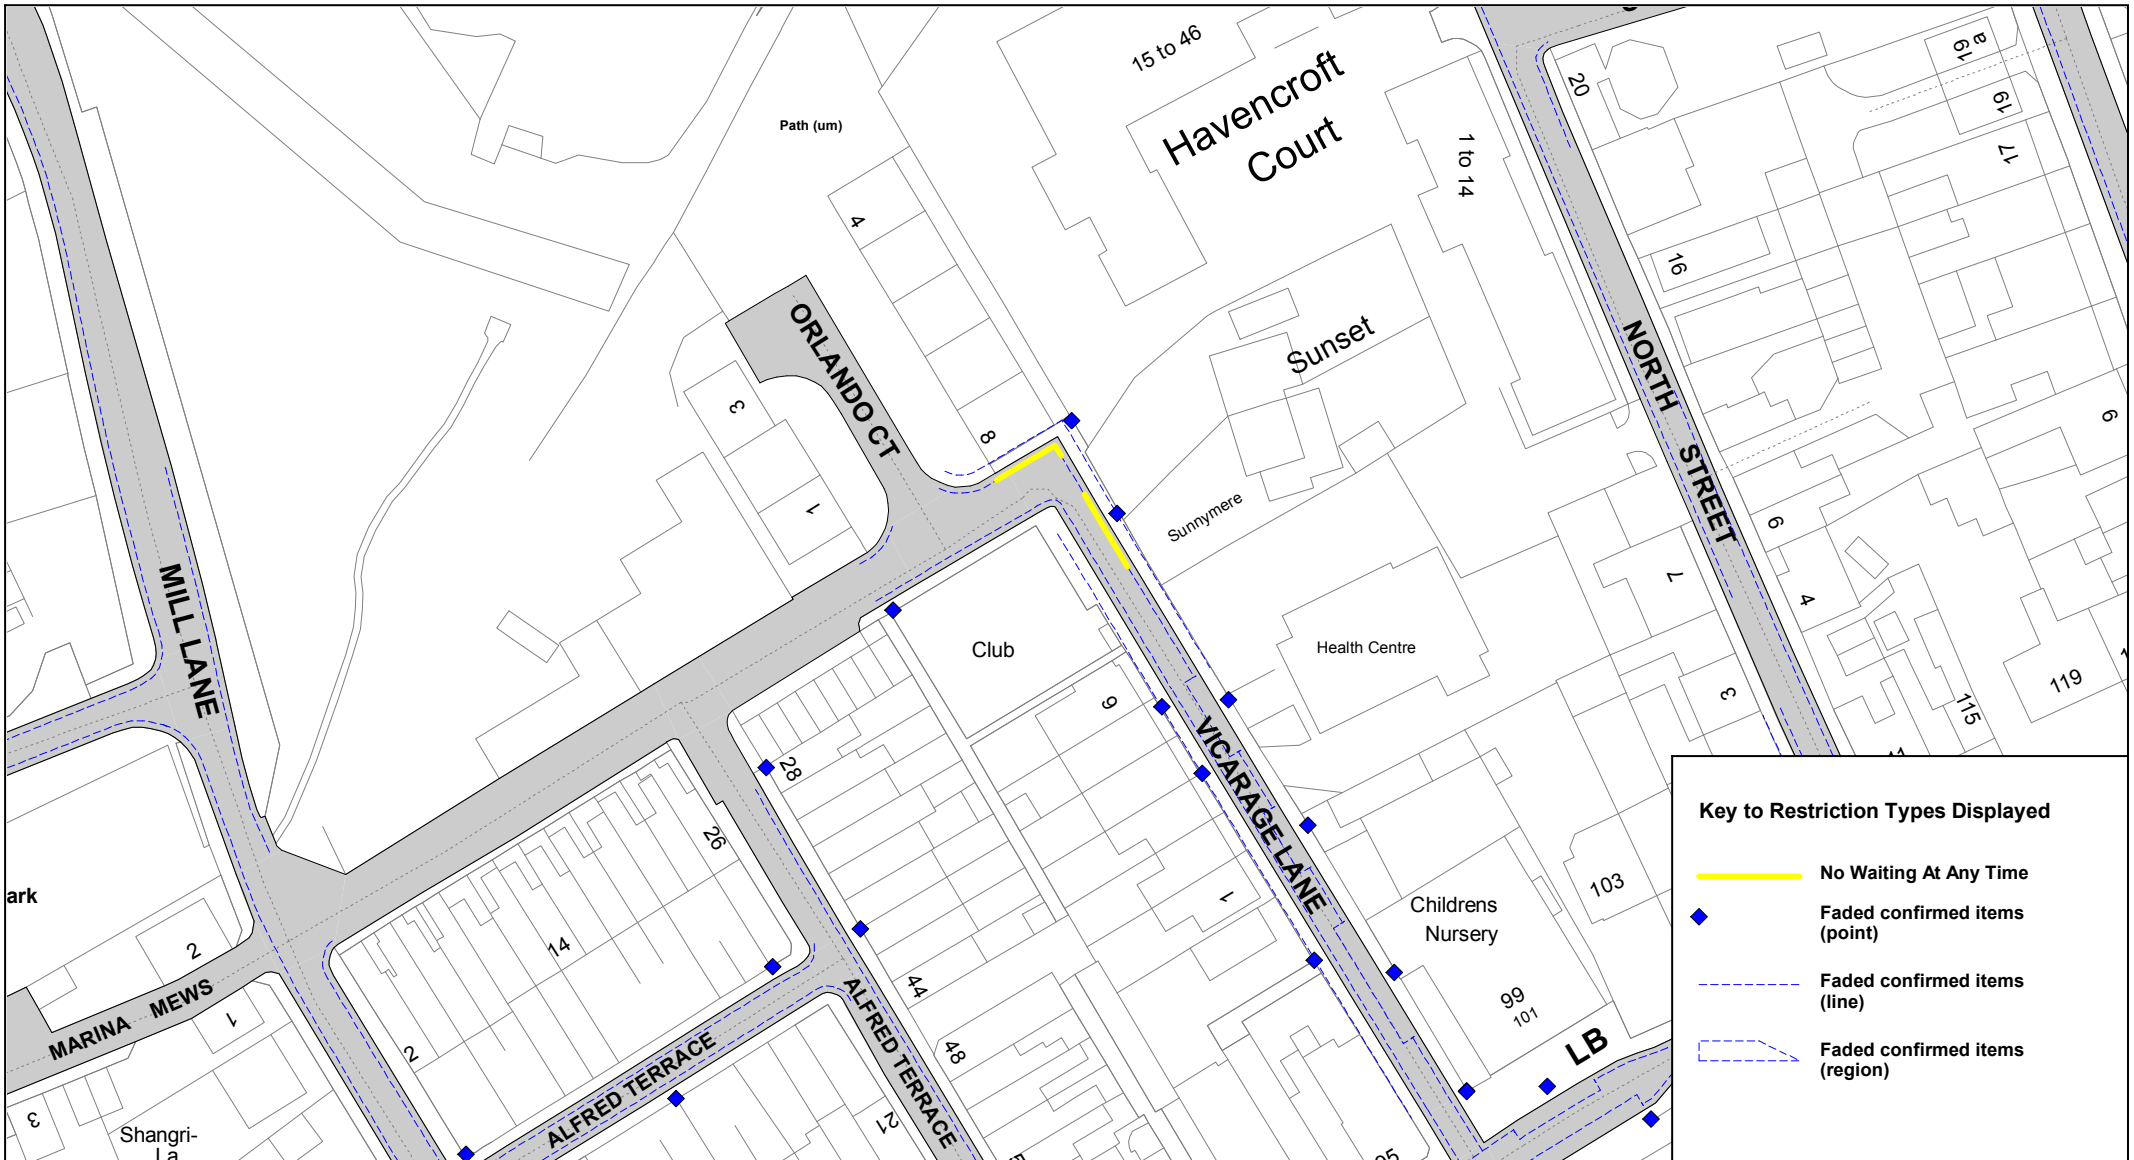 15 to 46
Havencroft
Court
1 to 14
20
19
a
19
17
Path (um)
4
16
ORLANDO CT
Sunset
NORTH STREET
3
8
6
1
Sunnymere
6
7
4
MILL LANE
Club
Health Centre
9
3
119
115
VICARAGE LANE
28
26
1
103
Childrens
Nursery
ark
2
14
44
99
101
MARINA MEWS
1
2
ALFRED TERRACE
ALFRED TERRACE
48
LB
3
21
Shangri-
La
Key to Restriction Types Displayed
No Waiting At Any Time
Faded confirmed items
(point)
Faded confirmed items
(line)
Faded confirmed items
(region)